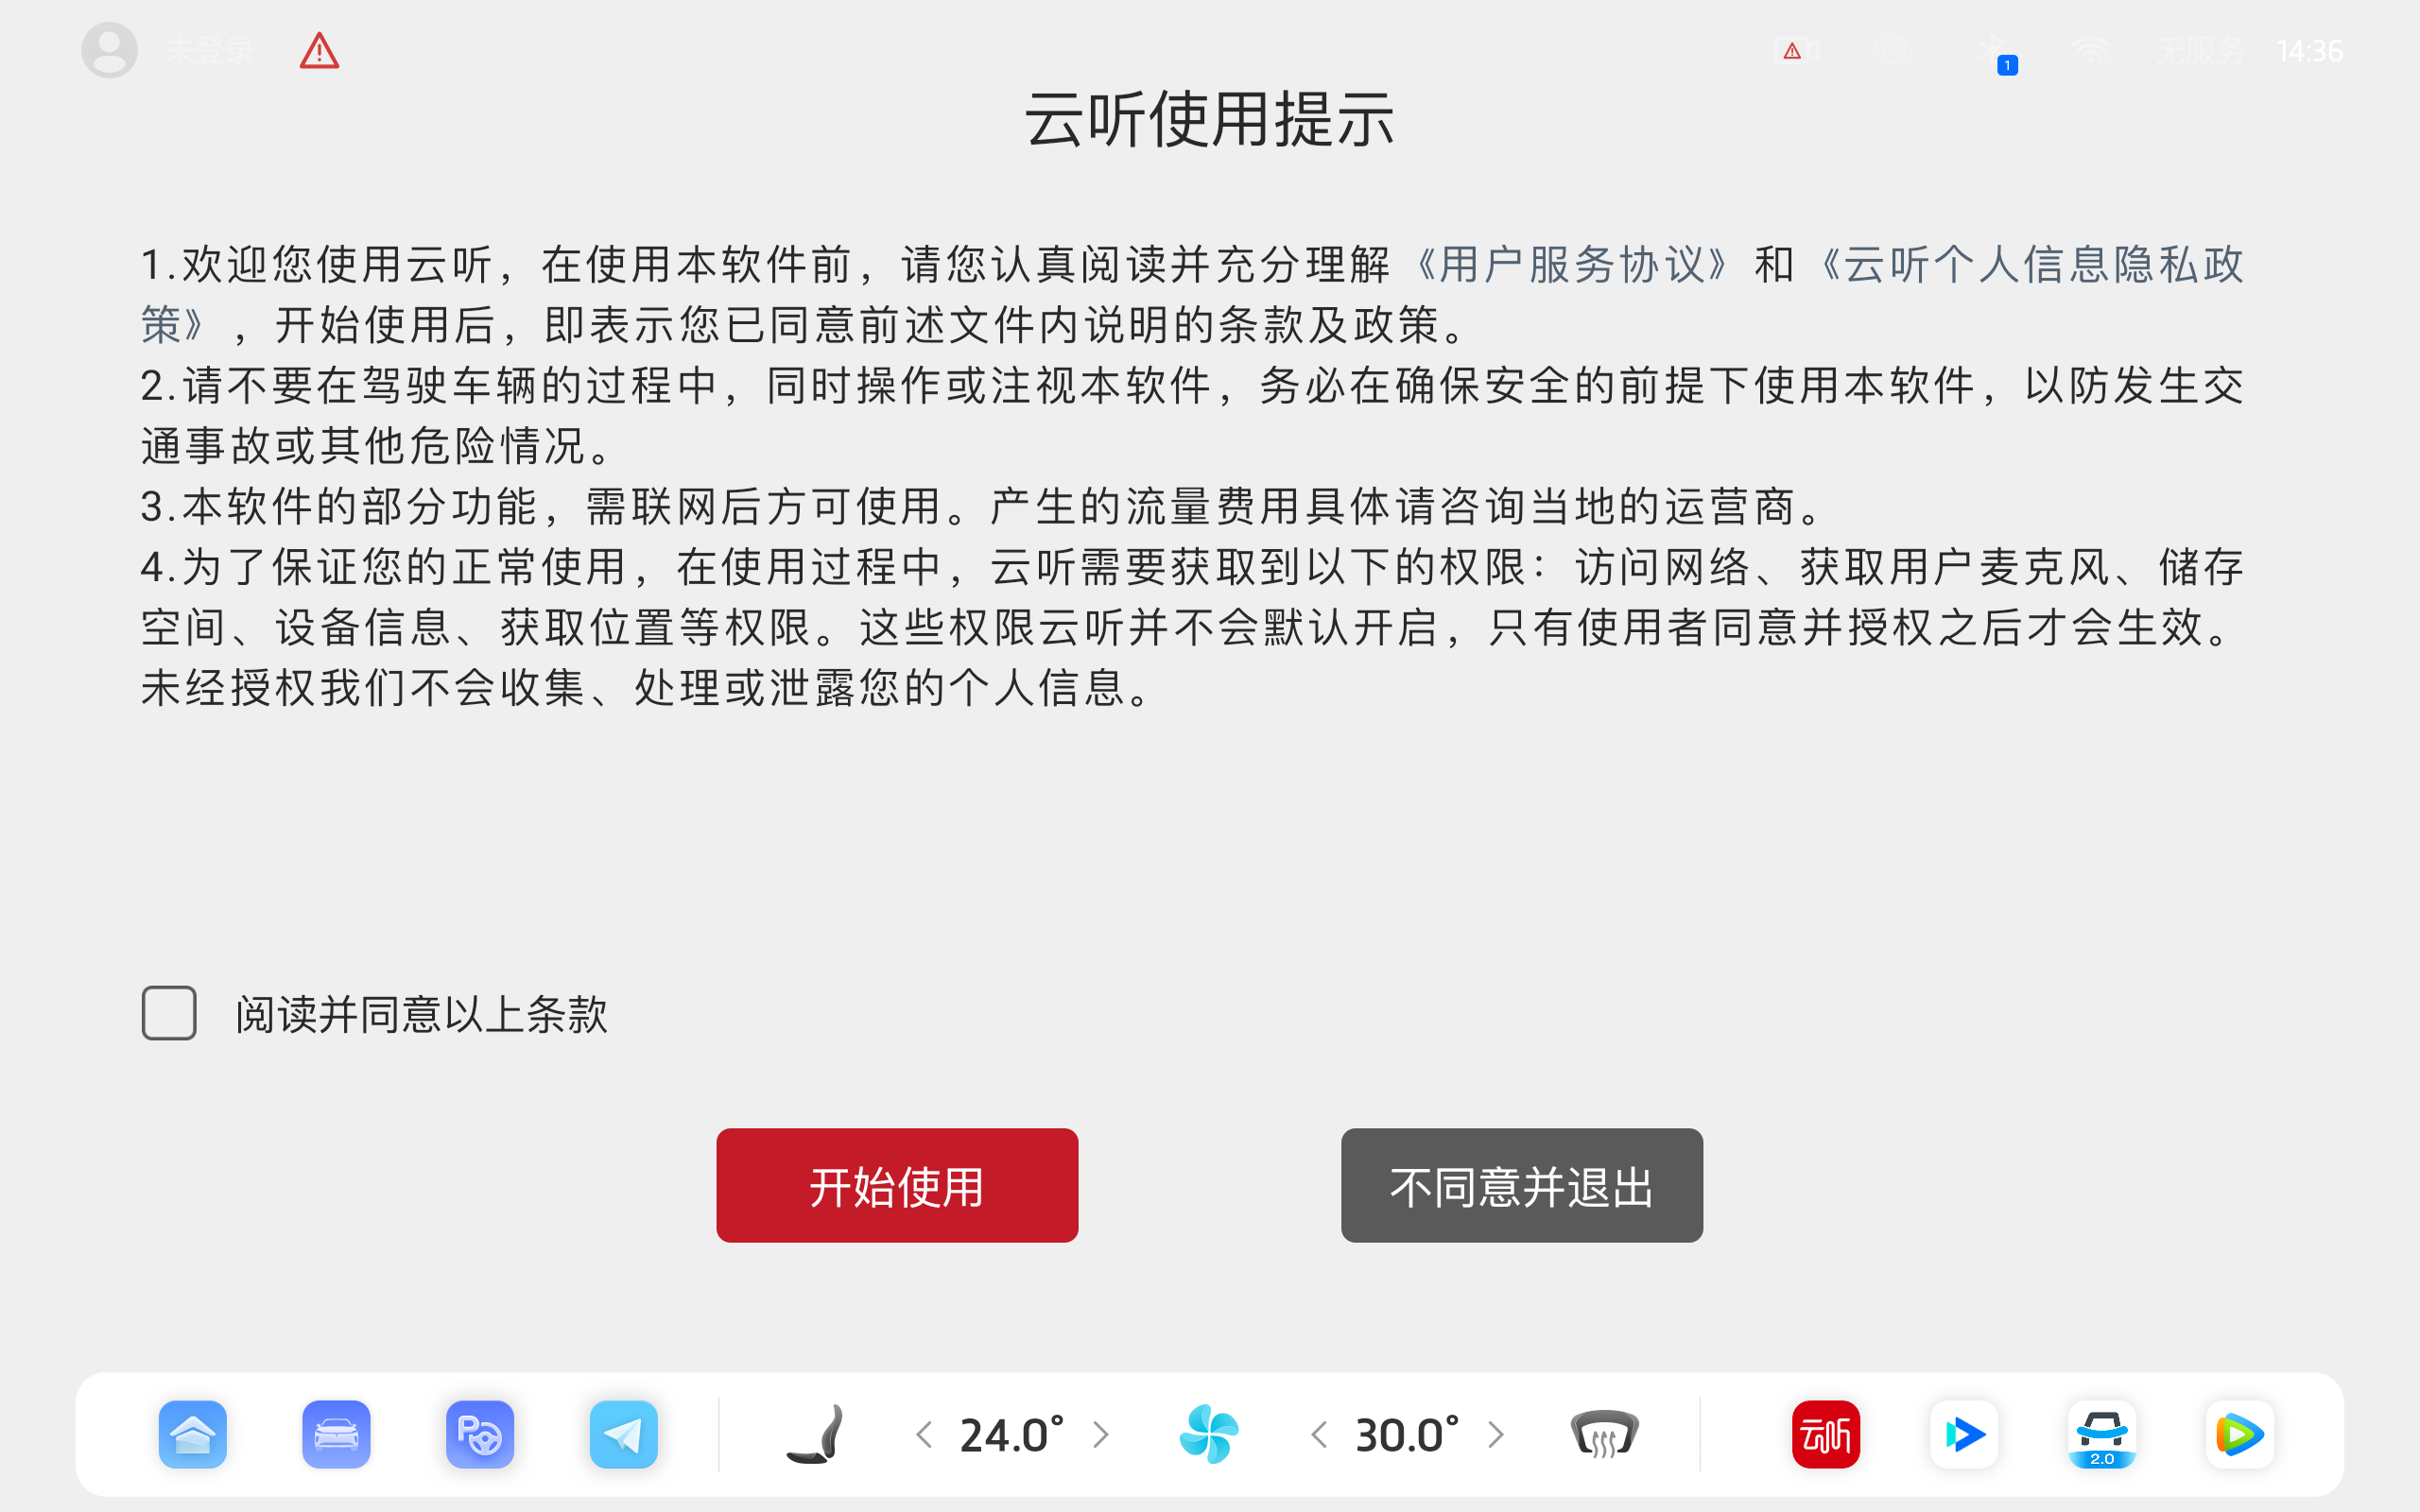 未登录
1
无服务 14:36
云听使用提示
1.欢迎您使用云听，在使用本软件前，请您认真阅读并充分理解《用户服务协议》和《云听个人信息隐私政
策》，开始使用后，即表示您已同意前述文件内说明的条款及政策。
2.请不要在驾驶车辆的过程中，同时操作或注视本软件，务必在确保安全的前提下使用本软件，以防发生交
通事故或其他危险情况。
3.本软件的部分功能，需联网后方可使用。产生的流量费用具体请咨询当地的运营商。
4.为了保证您的正常使用，在使用过程中，云听需要获取到以下的权限：访问网络、获取用户麦克风、储存
空间、设备信息、获取位置等权限。这些权限云听并不会默认开启，只有使用者同意并授权之后才会生效。
未经授权我们不会收集、处理或泄露您的个人信息。
阅读并同意以上条款
开始使用 不同意并退出
P 24.0° 30.0° 云听 2.0